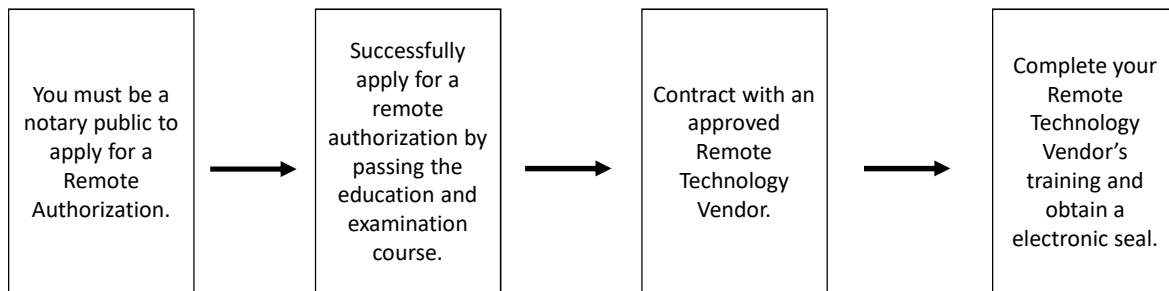 You must be a
notary public to
apply for a
Remote
Authorization.
Successfully
apply for a
remote
authorization by
passing the
education and
examination
course.
Contract with an
approved
Remote
Technology
Vendor.
Complete your
Remote
Technology
Vendor’s
training and
obtain a
electronic seal.